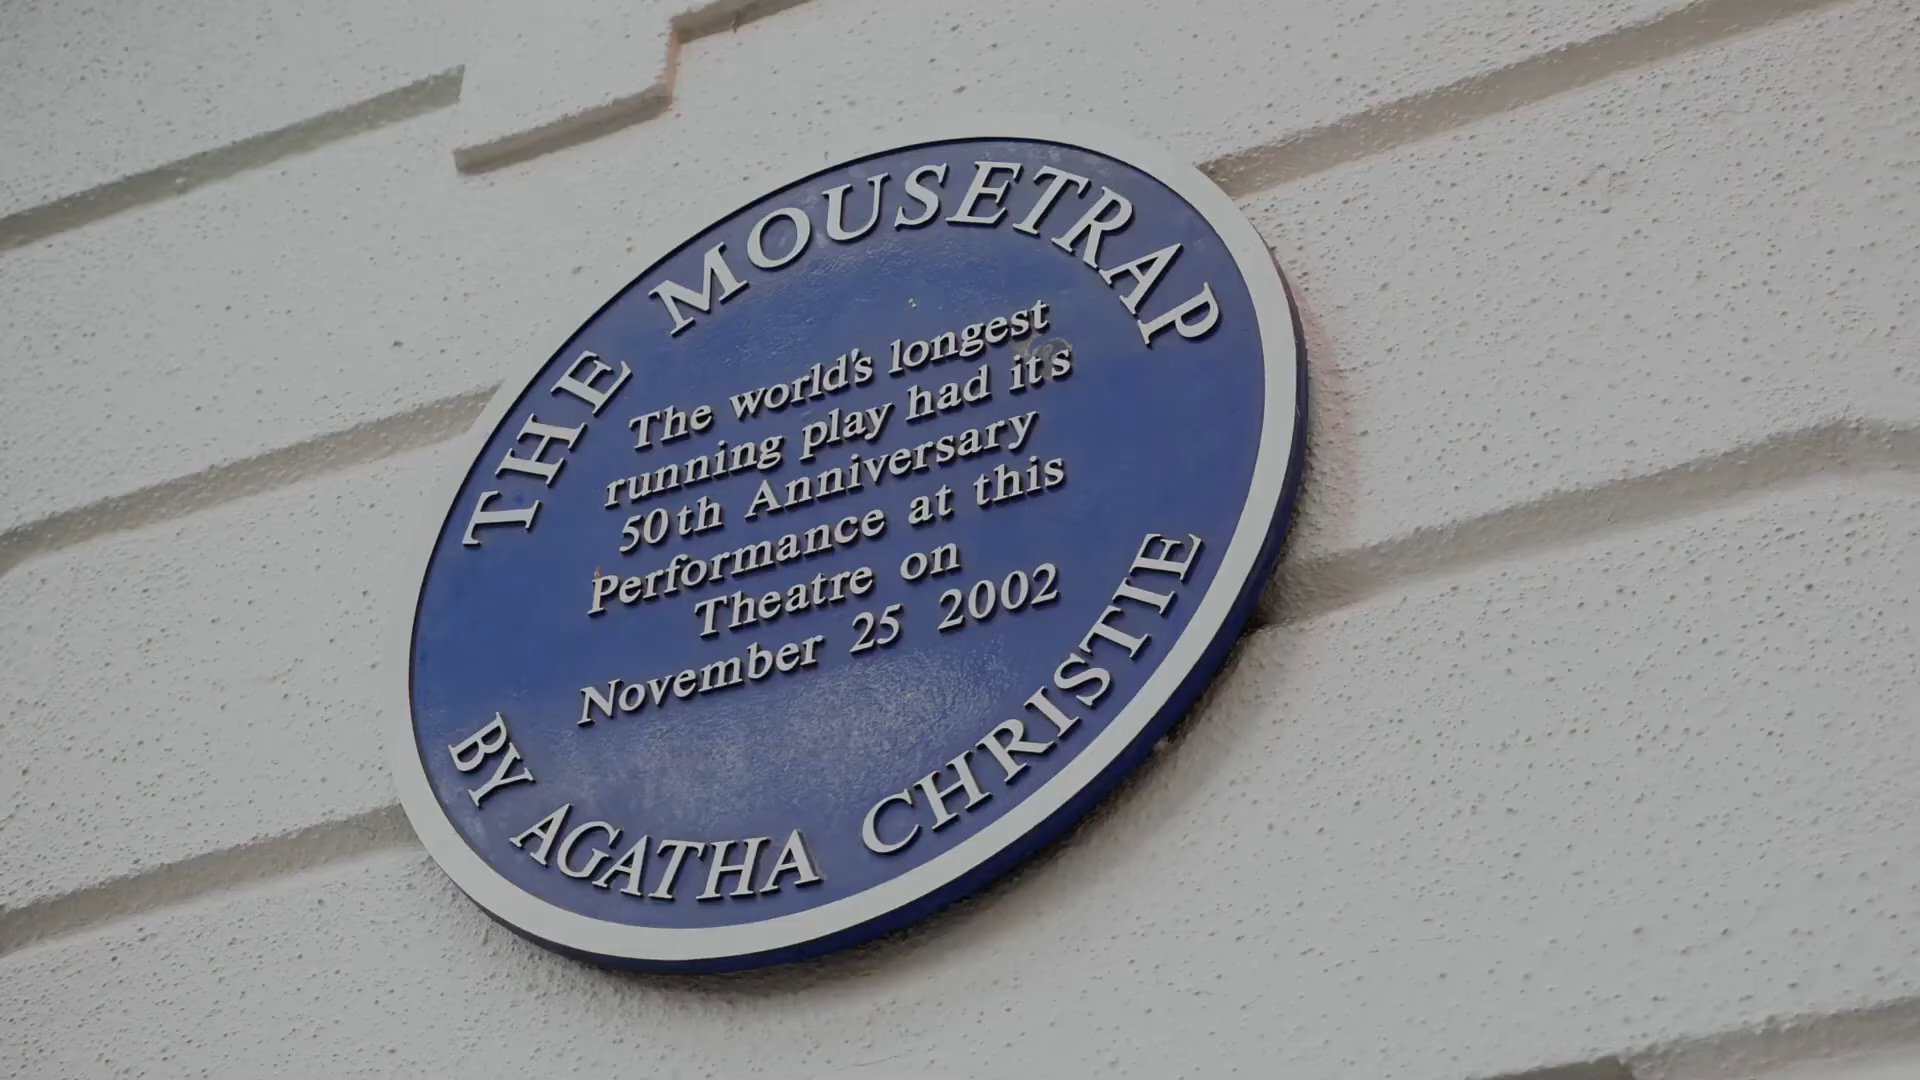 THE MOUSETRAP
The world's longest
running play had its
50th Anniversary
Performance at this
Theatre on
November 25 2002
BY AGATHA CHRISTIE